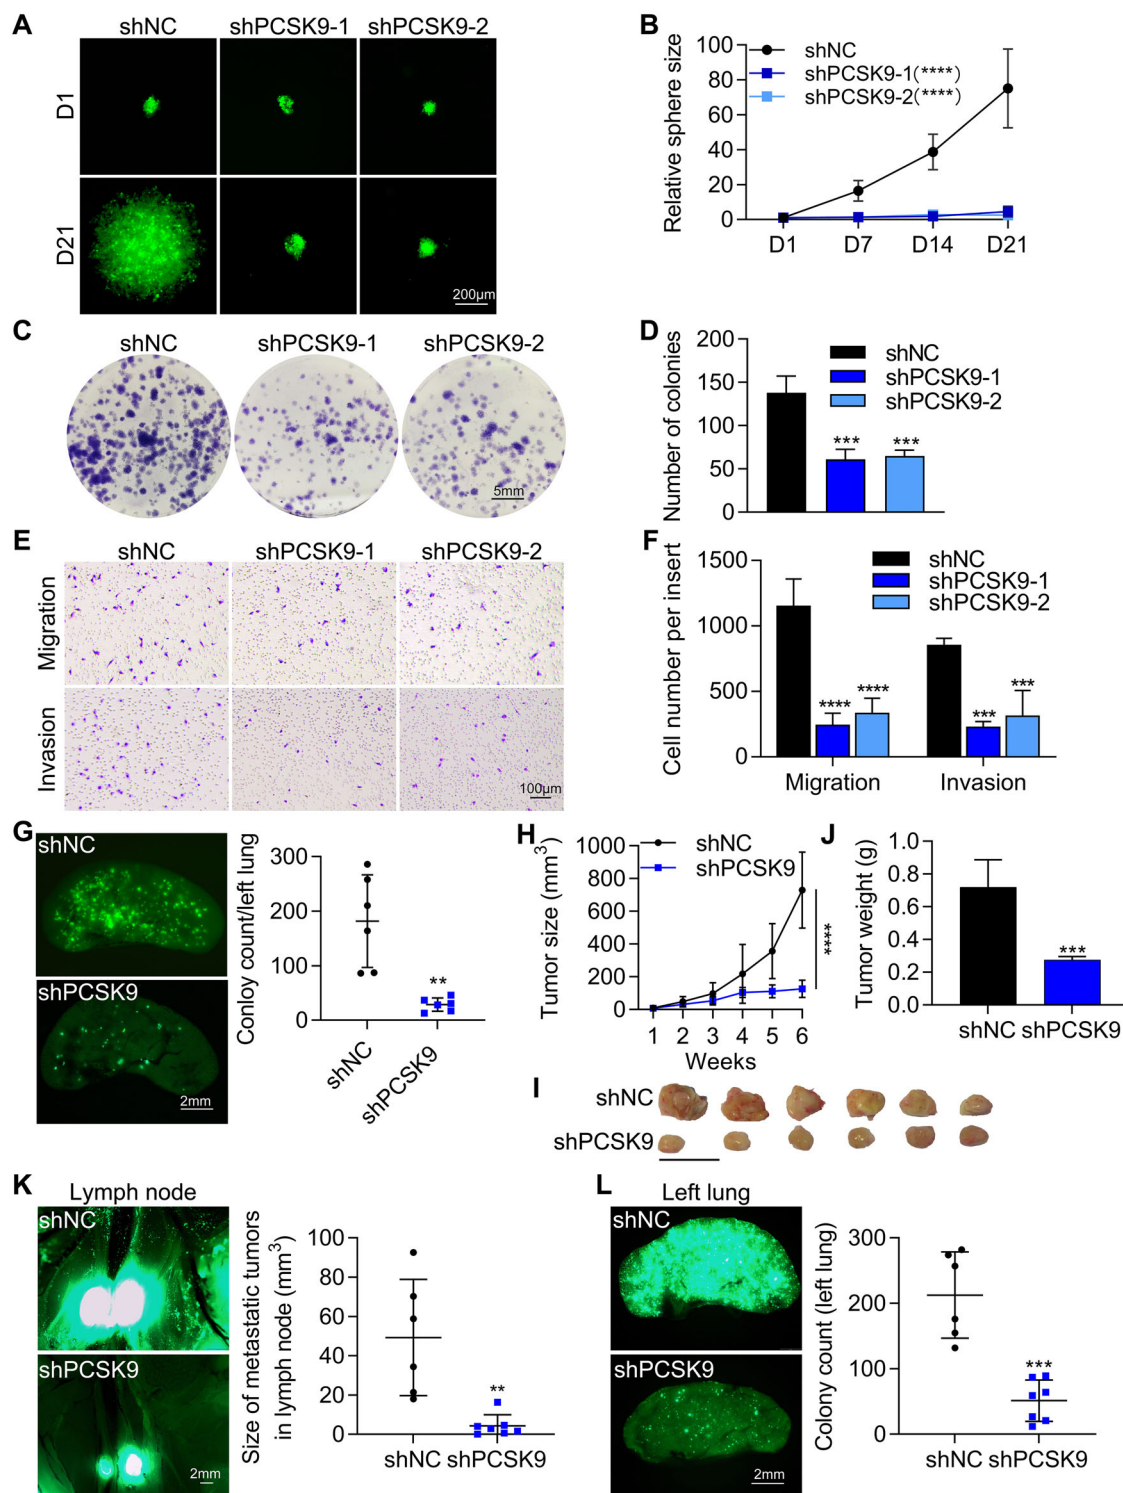 A
shNC shPCSK9-1 shPCSK9-2
D1
D21
200μm
B
Relative sphere size
100
80
60
40
20
0
D1 D7 D14 D21
shNC
shPCSK9-1(****)
shPCSK9-2(****)
C
shNC shPCSK9-1 shPCSK9-2
5mm
D
Number of colonies
200
150
100
50
0
shNC
shPCSK9-1
shPCSK9-2
*** ***
E
shNC shPCSK9-1 shPCSK9-2
Migration
Invasion
100μm
F
Cell number per insert
1500
1000
500
0
shNC
shPCSK9-1
shPCSK9-2
**** **** *** ***
Migration Invasion
G
shNC
shPCSK9
2mm
Conloy count/left lung
300
200
100
0
**
shNC
shPCSK9
H
Tumor size (mm3)
1000
800
600
400
200
0
shNC
shPCSK9
****
1 2 3 4 5 6
Weeks
J
Tumor weight (g)
1.0
0.8
0.6
0.4
0.2
0.0
***
shNC shPCSK9
I
shNC
shPCSK9
K
Lymph node
shNC
shPCSK9
2mm
Size of metastatic tumors
in lymph node (mm3)
100
80
60
40
20
0
**
shNC shPCSK9
L
Left lung
shNC
shPCSK9
2mm
Colony count (left lung)
300
200
100
0
***
shNC shPCSK9